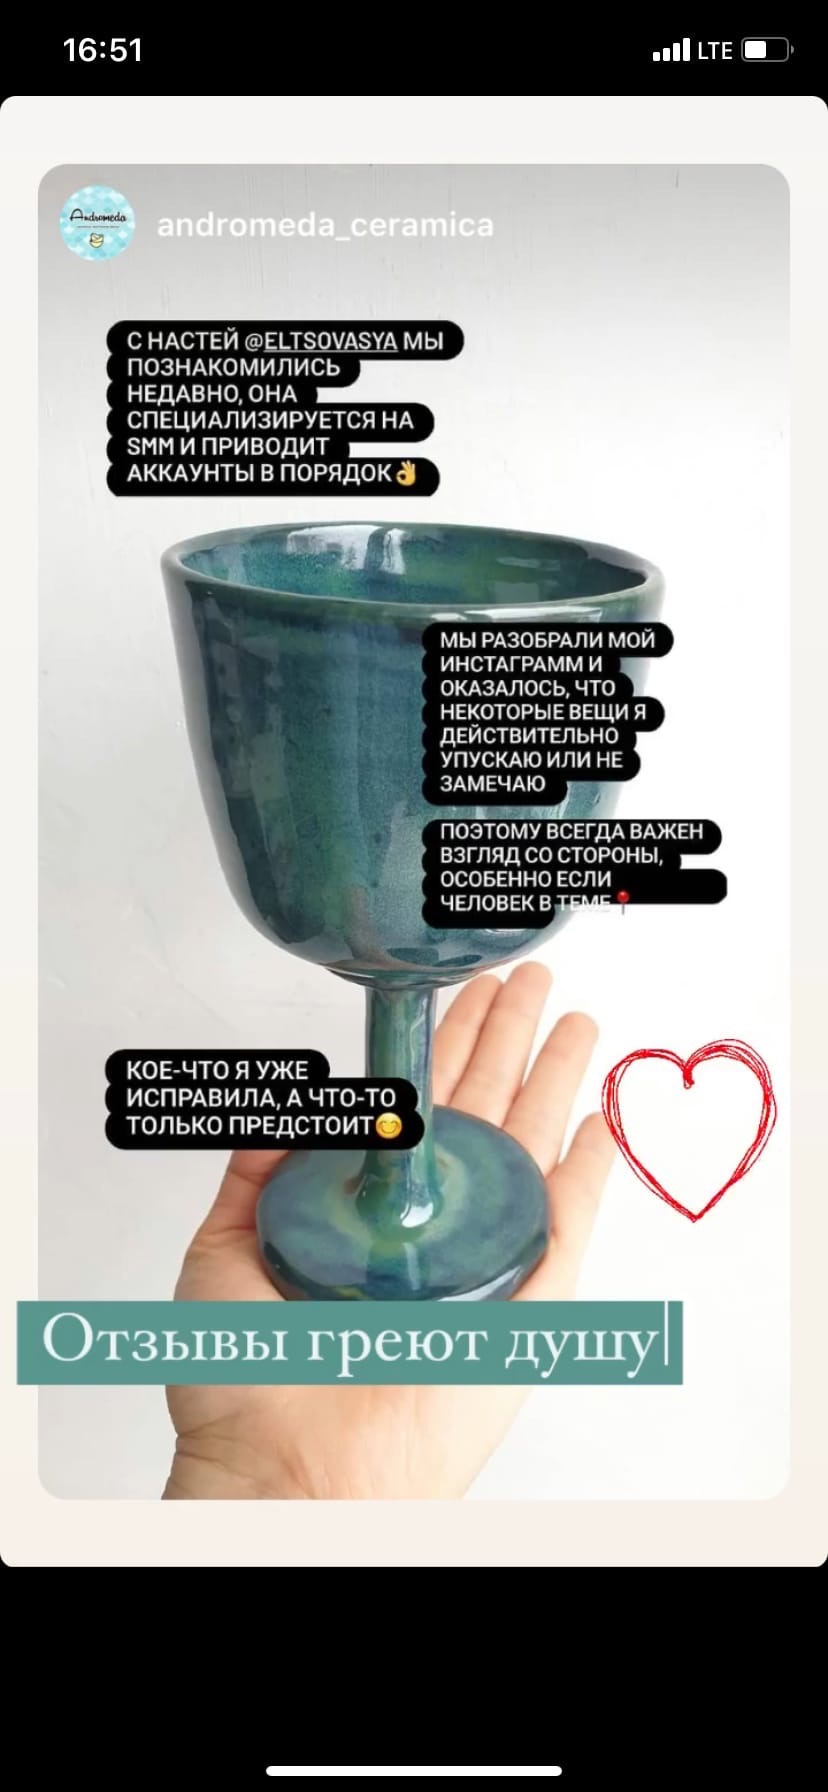 16:51
LTE
Andromeda
andromeda_ceramica
С НАСТЕЙ @ELTSOVASYA МЫ
ПОЗНАКОМИЛИСЬ
НЕДАВНО, ОНА
СПЕЦИАЛИЗИРУЕТСЯ НА
SMM И ПРИВОДИТ
АККАУНТЫ В ПОРЯДОК👌
МЫ РАЗОБРАЛИ МОЙ
ИНСТАГРАММ И
ОКАЗАЛОСЬ, ЧТО
НЕКОТОРЫЕ ВЕЩИ Я
ДЕЙСТВИТЕЛЬНО
УПУСКАЮ ИЛИ НЕ
ЗАМЕЧАЮ
ПОЭТОМУ ВСЕГДА ВАЖЕН
ВЗГЛЯД СО СТОРОНЫ,
ОСОБЕННО ЕСЛИ
ЧЕЛОВЕК В ТЕМЕ📍
КОЕ-ЧТО Я УЖЕ
ИСПРАВИЛА, А ЧТО-ТО
ТОЛЬКО ПРЕДСТОИТ😊
Отзывы греют душу